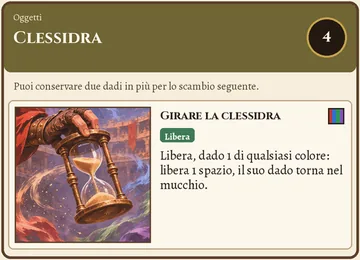 Oggetti
Clessidra
4
Puoi conservare due dadi in più per lo scambio seguente.
Girare la clessidra
Libera
Libera, dado 1 di qualsiasi colore:
libera 1 spazio, il suo dado torna nel
mucchio.